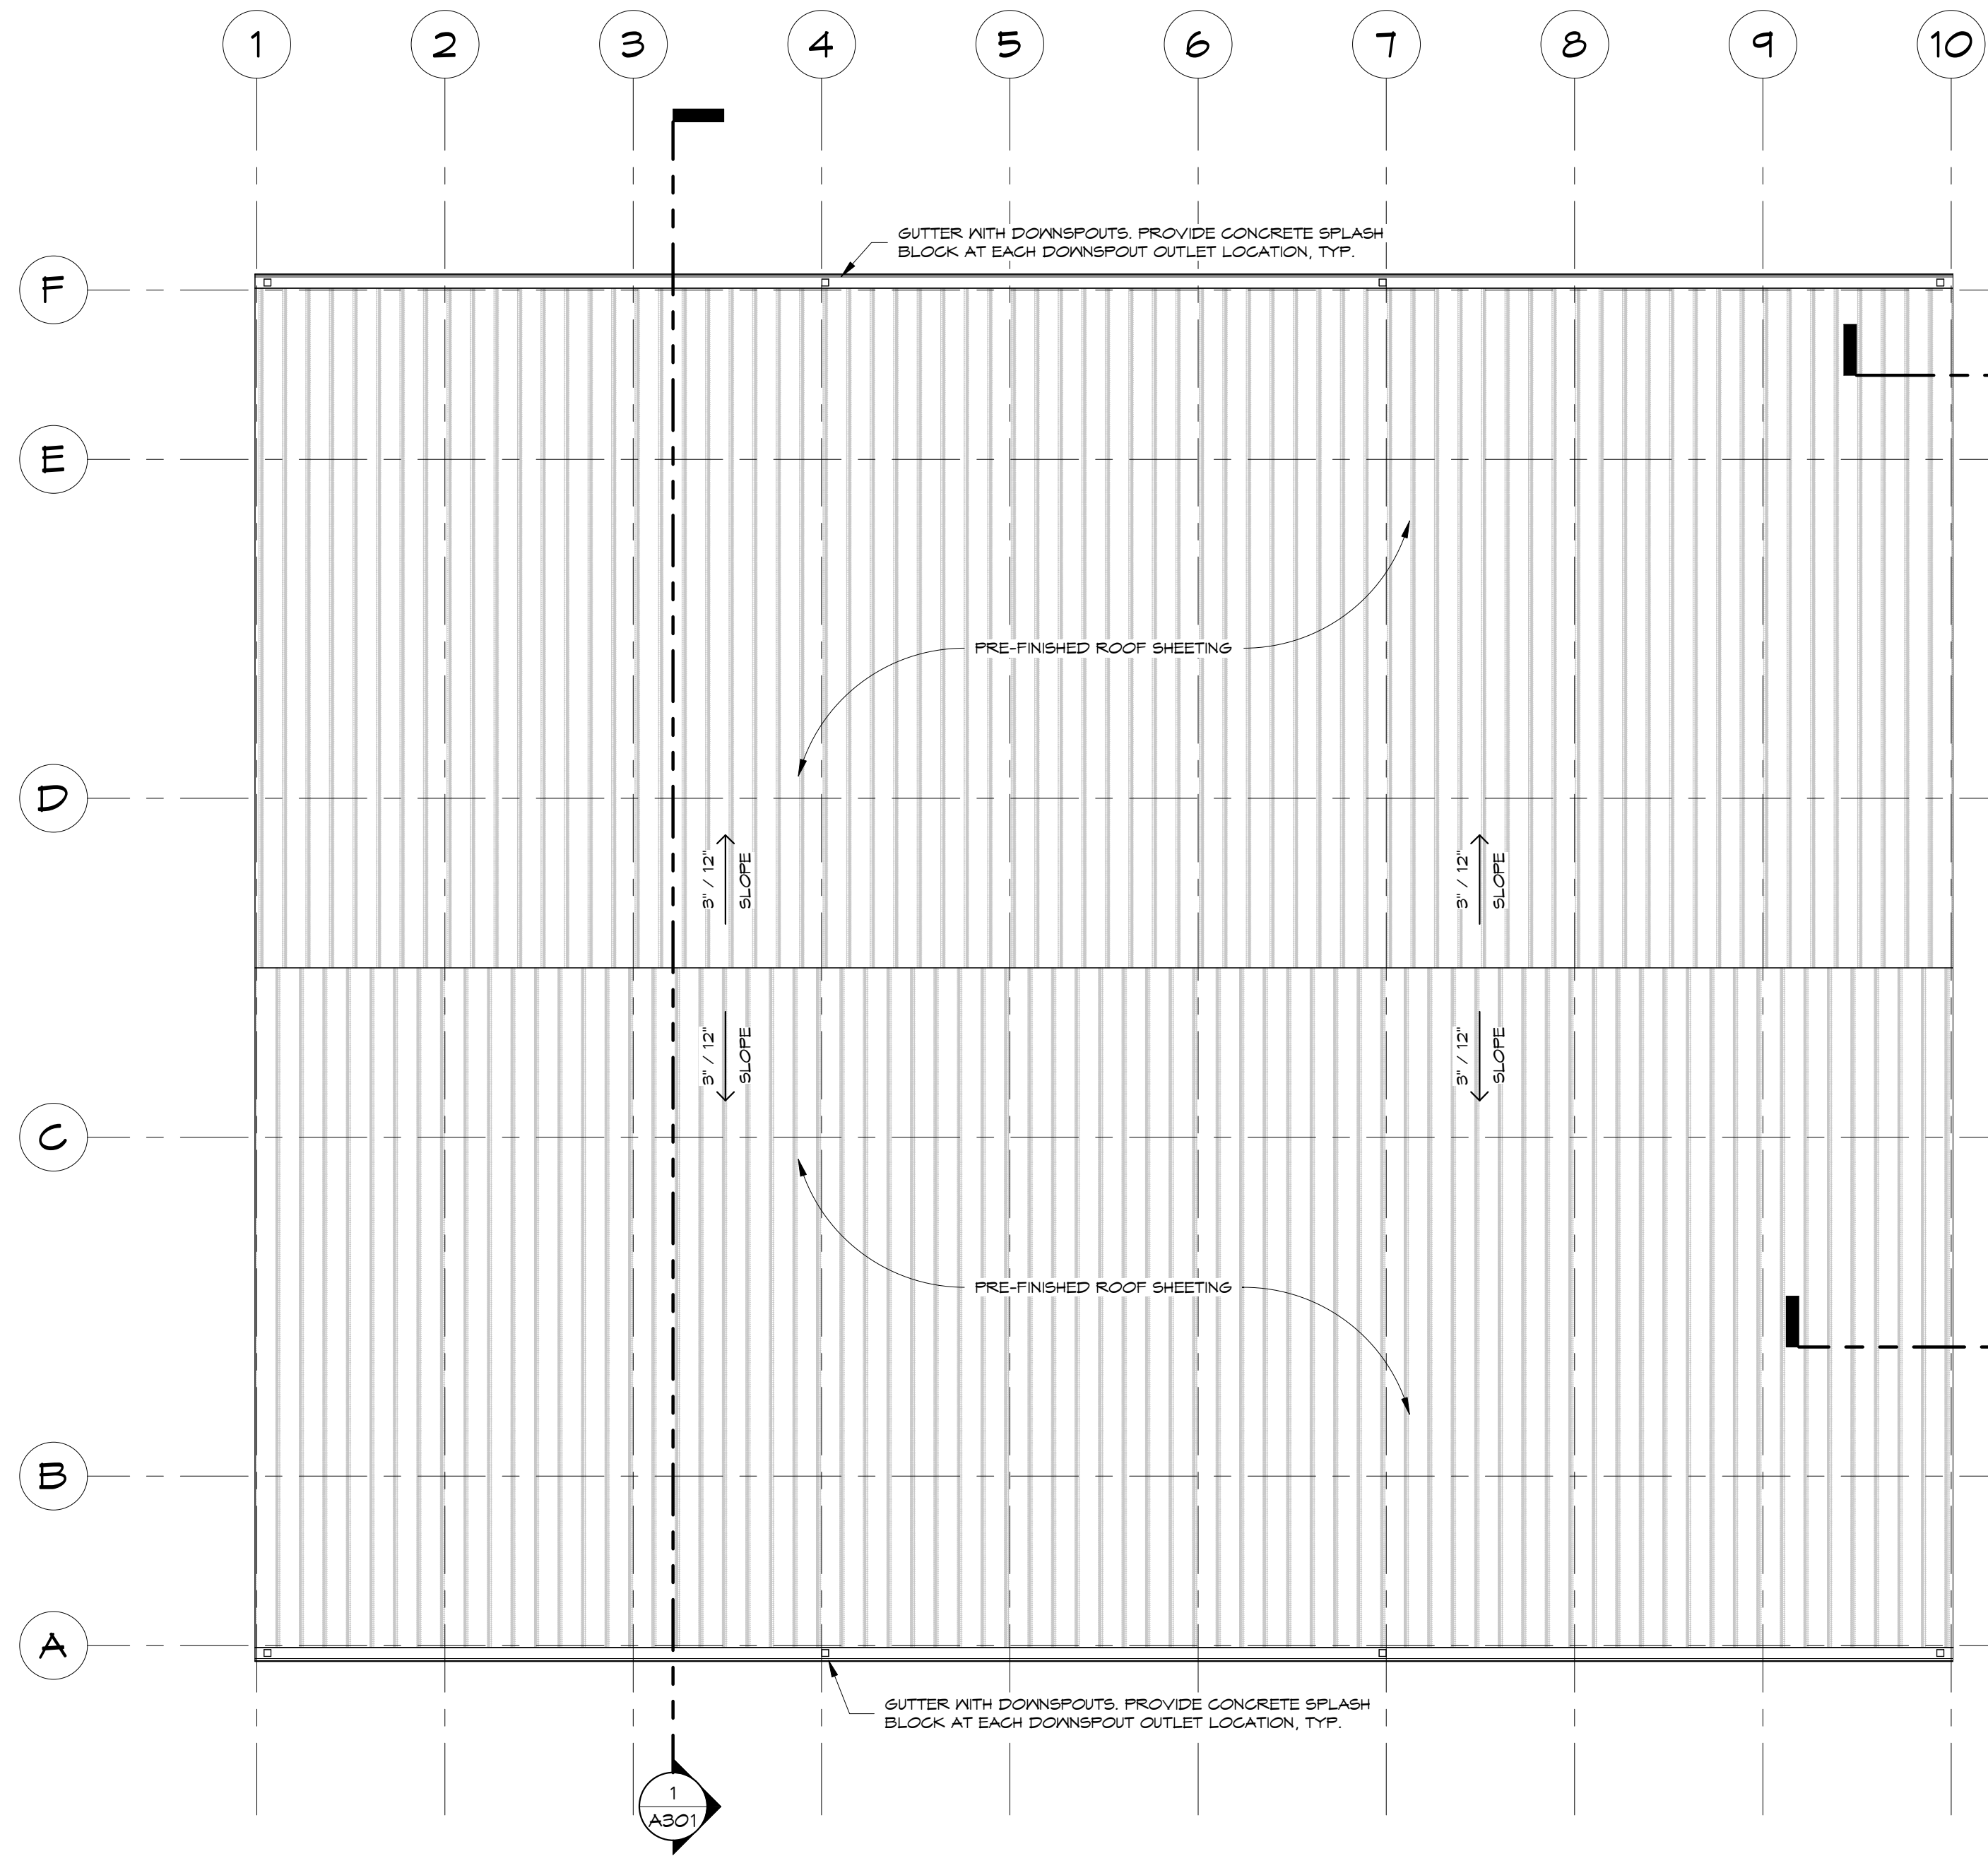 1 2 3 4 5 6 7 8 9 10
GUTTER WITH DOWNSPOUTS. PROVIDE CONCRETE SPLASH
BLOCK AT EACH DOWNSPOUT OUTLET LOCATION, TYP.
F
E
PRE-FINISHED ROOF SHEETING
D
3" / 12"
SLOPE
3" / 12"
SLOPE
3" / 12"
SLOPE
3" / 12"
SLOPE
C
PRE-FINISHED ROOF SHEETING
B
A
GUTTER WITH DOWNSPOUTS. PROVIDE CONCRETE SPLASH
BLOCK AT EACH DOWNSPOUT OUTLET LOCATION, TYP.
1
A301